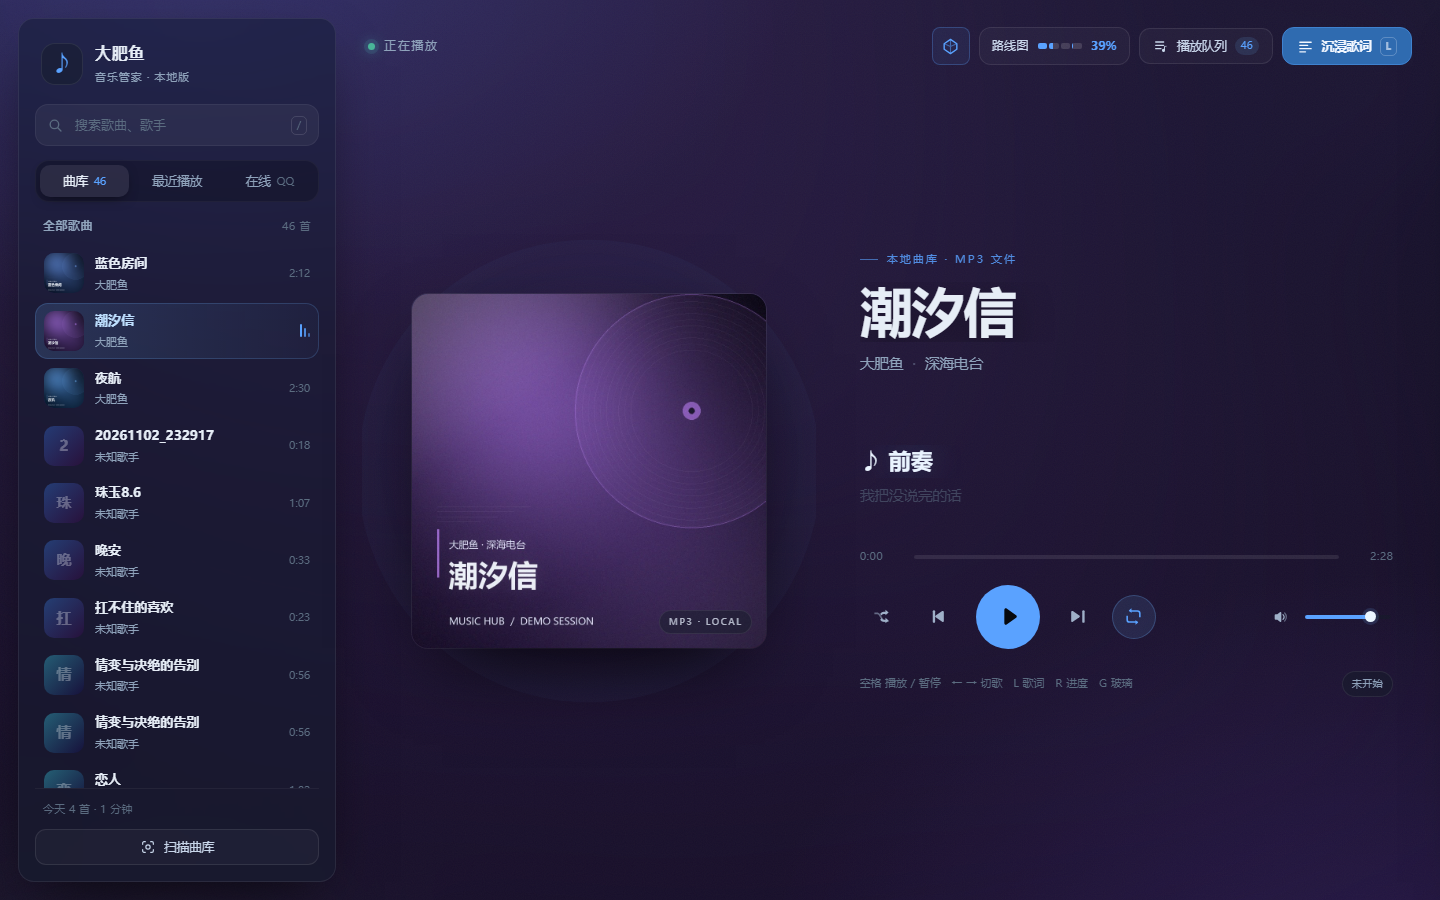 大肥鱼
音乐管家 · 本地版
搜索歌曲、歌手 /
曲库 46 最近播放 在线 QQ
全部歌曲 46 首
蓝色房间
大肥鱼
2:12
潮汐信
大肥鱼
夜航
大肥鱼
2:30
2
20261102_232917
未知歌手
0:18
珠
珠玉8.6
未知歌手
1:07
晚
晚安
未知歌手
0:33
扛
扛不住的喜欢
未知歌手
0:23
情
情变与决绝的告别
未知歌手
0:56
情
情变与决绝的告别
未知歌手
0:56
恋人
今天 4 首 · 1 分钟
扫描曲库
正在播放
路线图 39%
播放队列 46
沉浸歌词 L
大肥鱼 · 深海电台
潮汐信
MUSIC HUB / DEMO SESSION
MP3 · LOCAL
本地曲库 · MP3 文件
潮汐信
大肥鱼 · 深海电台
♪ 前奏
我把没说完的话
0:00 2:28
空格 播放 / 暂停 ←→ 切歌 L 歌词 R 进度 G 玻璃
未开始